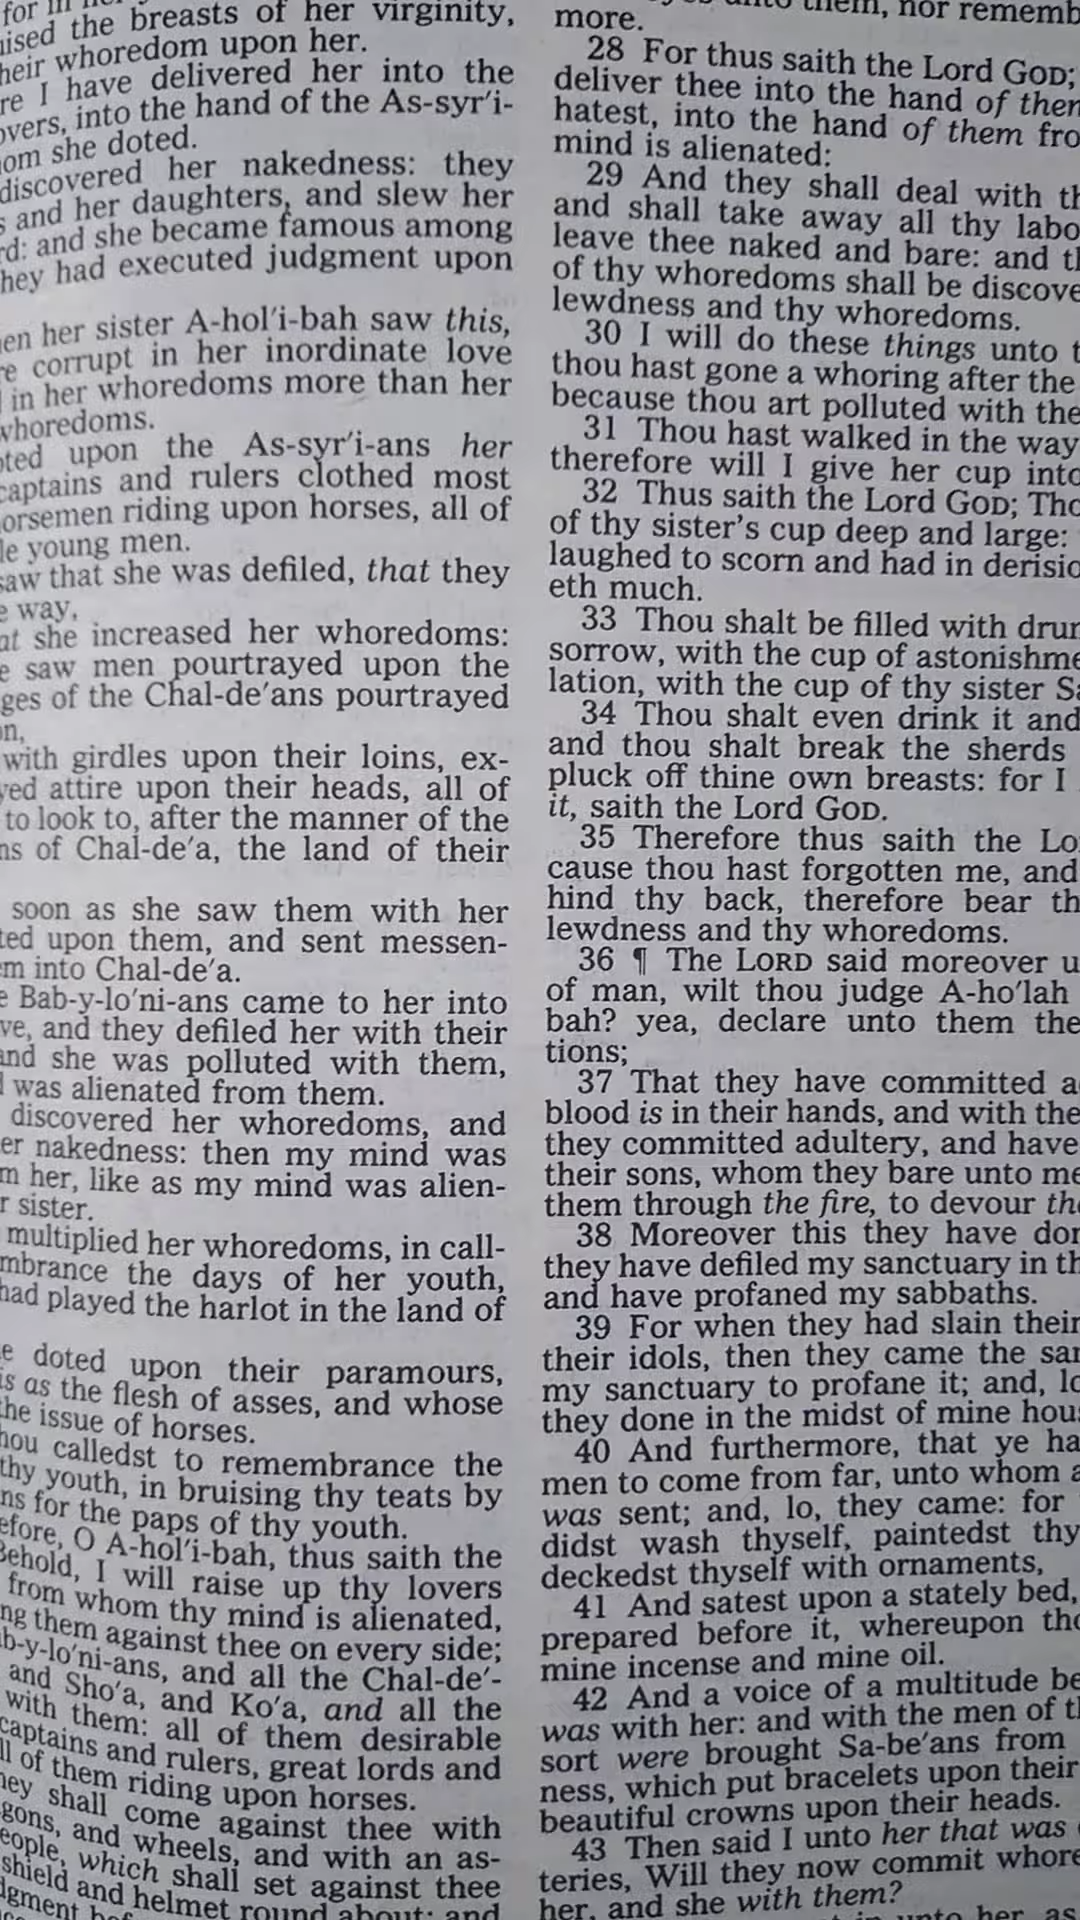 for
the breasts of her virginity,
whoredom upon her.
I have delivered her into the
into the hand of the As-syr'i-
she doted.
discovered her nakedness: they
and her daughters, and slew her
and she became famous among
had executed judgment upon
her sister A-hol'i-bah saw this,
corrupt in her inordinate love
in her whoredoms more than her
whoredoms.
upon the As-syr'i-ans her
captains and rulers clothed most
riding upon horses, all of
young men.
saw that she was defiled, that they
way,
she increased her whoredoms:
saw men pourtrayed upon the
of the Chal-de'ans pourtrayed
with girdles upon their loins, ex-
attire upon their heads, all of
to look to, after the manner of the
of Chal-de'a, the land of their
soon as she saw them with her
upon them, and sent messen-
into Chal-de'a.
Bab-y-lo'ni-ans came to her into
and they defiled her with their
and she was polluted with them,
was alienated from them.
discovered her whoredoms, and
nakedness: then my mind was
her, like as my mind was alien-
sister.
multiplied her whoredoms, in call-
the days of her youth,
had played the harlot in the land of
doted upon their paramours,
is as the flesh of asses, and whose
the issue of horses.
calledst to remembrance the
thy youth, in bruising thy teats by
for the paps of thy youth.
O A-hol'i-bah, thus saith the
Behold, I will raise up thy lovers
from whom thy mind is alienated,
them against thee on every side;
and all the Chal-de'-
and Sho'a, and Ko'a, and all the
with them: all of them desirable
captains and rulers, great lords and
of them riding upon horses.
shall come against thee with
and wheels, and with an as-
which shall set against thee
shield and helmet round about: and
them, nor rememb
more.
28 For thus saith the Lord GOD;
deliver thee into the hand of
hatest, into the hand of them fro
mind is alienated:
29 And they shall deal with th
and shall take away all thy labo
leave thee naked and bare: and th
of thy whoredoms shall be discove
lewdness and thy whoredoms.
30 I will do these things unto t
thou hast gone a whoring after the
because thou art polluted with the
31 Thou hast walked in the way
therefore will I give her cup into
32 Thus saith the Lord GOD; Tho
of thy sister's cup deep and large:
laughed to scorn and had in derisio
eth much.
33 Thou shalt be filled with drun
sorrow, with the cup of astonishme
lation, with the cup of thy sister Sa
34 Thou shalt even drink it and
and thou shalt break the sherds
pluck off thine own breasts: for I
it, saith the Lord GOD.
35 Therefore thus saith the Lo
cause thou hast forgotten me, and
hind thy back, therefore bear th
lewdness and thy whoredoms.
36 ¶ The LORD said moreover u
of man, wilt thou judge A-ho'lah
bah? yea, declare unto them the
tions;
37 That they have committed a
blood is in their hands, and with the
they committed adultery, and have
their sons, whom they bare unto me
them through the fire, to devour the
38 Moreover this they have don
they have defiled my sanctuary in th
and have profaned my sabbaths.
39 For when they had slain their
their idols, then they came the sam
my sanctuary to profane it; and, lo
they done in the midst of mine hous
40 And furthermore, that ye ha
men to come from far, unto whom a
was sent; and, lo, they came: for
didst wash thyself, paintedst thy
deckedst thyself with ornaments,
41 And satest upon a stately bed,
prepared before it, whereupon tho
mine incense and mine oil.
42 And a voice of a multitude be
was with her: and with the men of th
sort were brought Sa-be'ans from
ness, which put bracelets upon their
beautiful crowns upon their heads.
43 Then said I unto her that was
teries, Will they now commit whore
her, and she with them?
unto her, as